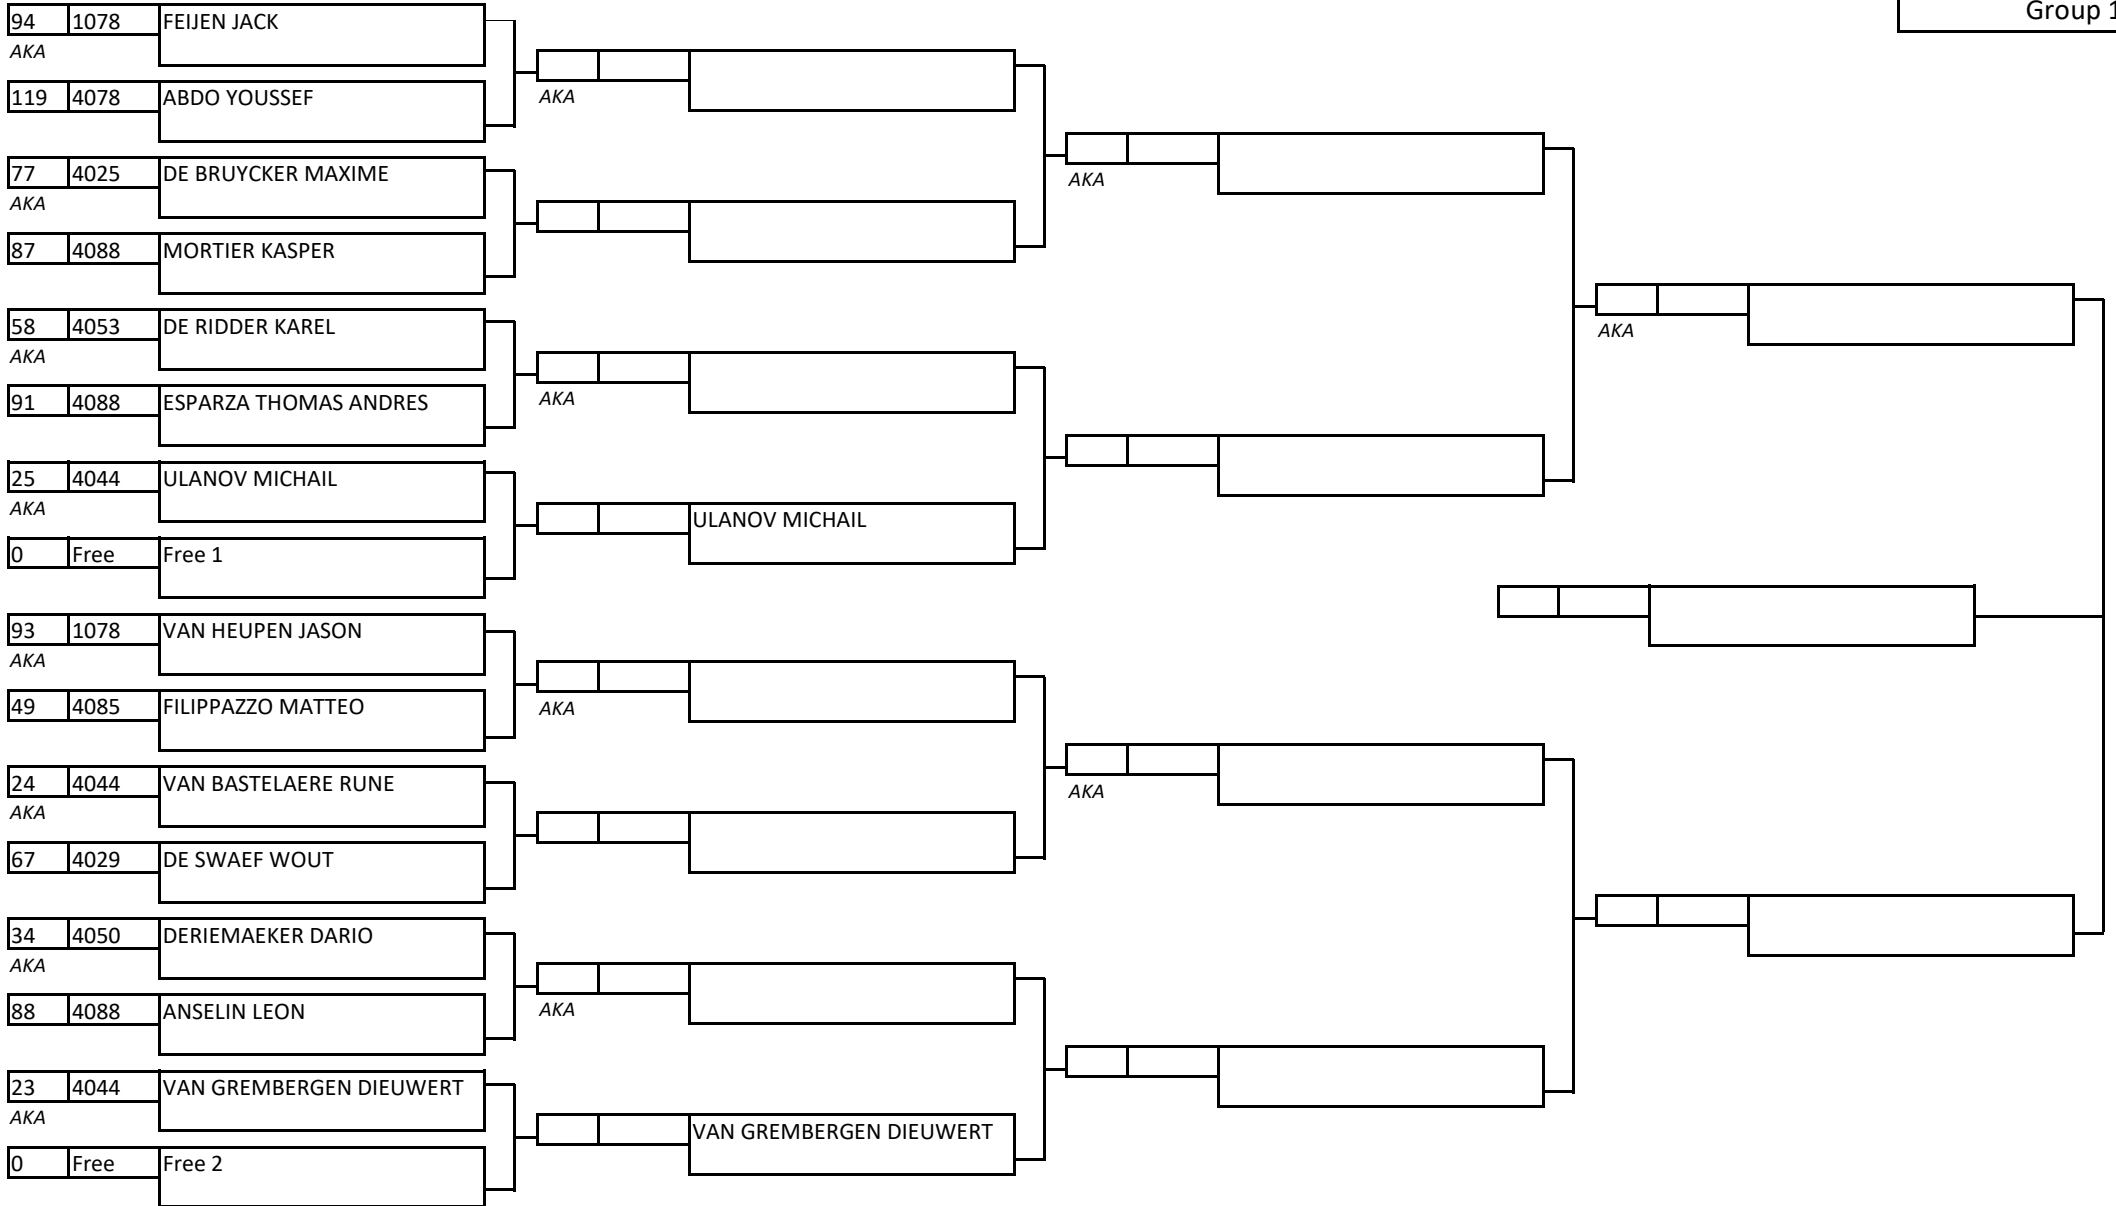 Group 1
94 1078 FEIJEN JACK
AKA
119 4078 ABDO YOUSSEF
AKA
77 4025 DE BRUYCKER MAXIME
AKA
AKA
87 4088 MORTIER KASPER
58 4053 DE RIDDER KAREL
AKA
AKA
91 4088 ESPARZA THOMAS ANDRES
AKA
25 4044 ULANOV MICHAIL
AKA
ULANOV MICHAIL
0 Free Free 1
93 1078 VAN HEUPEN JASON
AKA
49 4085 FILIPPAZZO MATTEO
AKA
24 4044 VAN BASTELAERE RUNE
AKA
AKA
67 4029 DE SWAEF WOUT
34 4050 DERIEMAEKER DARIO
AKA
88 4088 ANSELIN LEON
AKA
23 4044 VAN GREMBERGEN DIEUWERT
AKA
VAN GREMBERGEN DIEUWERT
0 Free Free 2